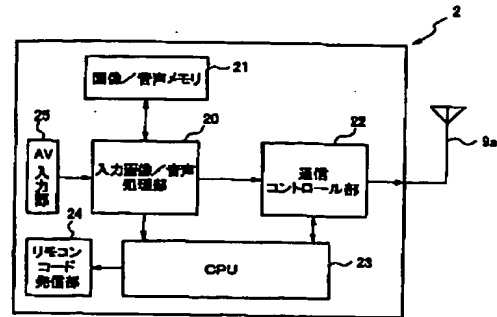 2
画像／音声メモリ
21
20
22
25
AV
入力
部
入力画像／音声
処理部
通信
コントロール部
9a
24
リモコン
コード
発信部
CPU
23